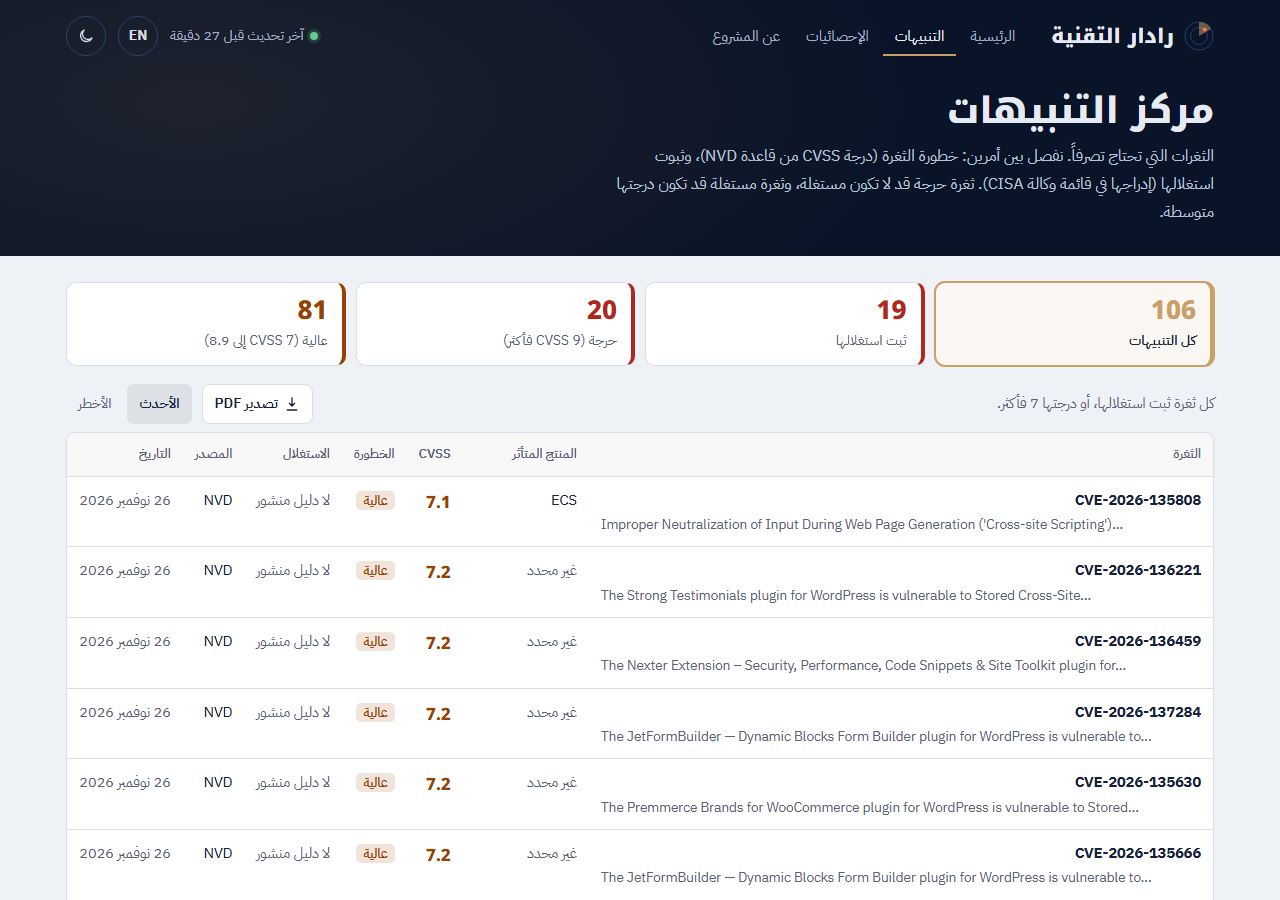 رادار التقنية
الرئيسية
التنبيهات
الإحصائيات
عن المشروع
آخر تحديث قبل 27 دقيقة
EN
مركز التنبيهات
الثغرات التي تحتاج تصرفاً. نفصل بين أمرين: خطورة الثغرة (درجة CVSS من قاعدة NVD)، وثبوت
استغلالها (إدراجها في قائمة وكالة CISA). ثغرة حرجة قد لا تكون مستغلة، وثغرة مستغلة قد تكون درجتها
متوسطة.
106
كل التنبيهات
19
ثبت استغلالها
20
حرجة (CVSS 9 فأكثر)
81
عالية (CVSS 7 إلى 8.9)
كل ثغرة ثبت استغلالها، أو درجتها 7 فأكثر.
تصدير PDF
الأحدث
الأخطر
الثغرة المنتج المتأثر CVSS الخطورة الاستغلال المصدر التاريخ
CVE-2026-135808 ECS 7.1 عالية لا دليل منشور NVD 26 نوفمبر 2026
Improper Neutralization of Input During Web Page Generation ('Cross-site Scripting')...
CVE-2026-136221 غير محدد 7.2 عالية لا دليل منشور NVD 26 نوفمبر 2026
The Strong Testimonials plugin for WordPress is vulnerable to Stored Cross-Site...
CVE-2026-136459 غير محدد 7.2 عالية لا دليل منشور NVD 26 نوفمبر 2026
The Nexter Extension – Security, Performance, Code Snippets & Site Toolkit plugin for...
CVE-2026-137284 غير محدد 7.2 عالية لا دليل منشور NVD 26 نوفمبر 2026
The JetFormBuilder — Dynamic Blocks Form Builder plugin for WordPress is vulnerable to...
CVE-2026-135630 غير محدد 7.2 عالية لا دليل منشور NVD 26 نوفمبر 2026
The Premmerce Brands for WooCommerce plugin for WordPress is vulnerable to Stored...
CVE-2026-135666 غير محدد 7.2 عالية لا دليل منشور NVD 26 نوفمبر 2026
The JetFormBuilder — Dynamic Blocks Form Builder plugin for WordPress is vulnerable to...